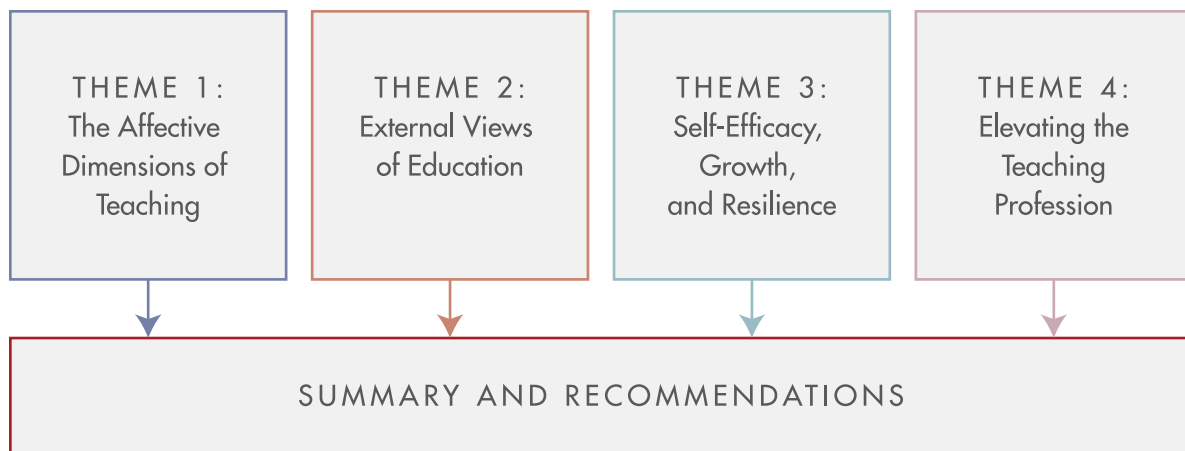 THEME 1:
The Affective
Dimensions of
Teaching
THEME 2:
External Views
of Education
THEME 3:
Self-Efficacy,
Growth,
and Resilience
THEME 4:
Elevating the
Teaching
Profession
SUMMARY AND RECOMMENDATIONS